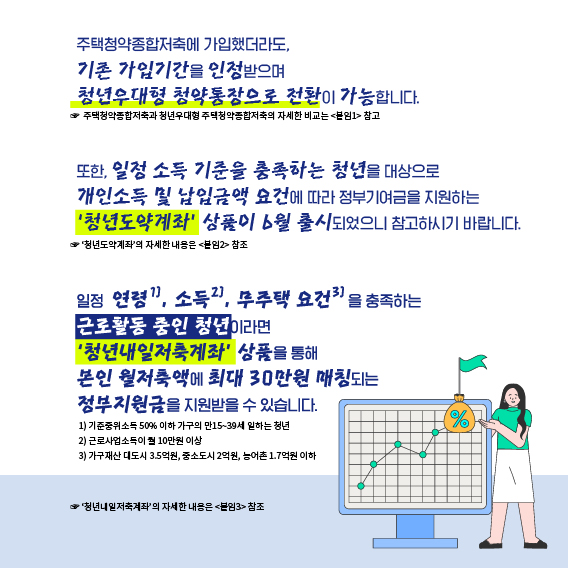 주택청약종합저축에 가입했더라도,
기존 가입기간을 인정받으며
청년우대형 청약통장으로 전환이 가능합니다.
☞ 주택청약종합저축과 청년우대형 주택청약종합저축의 자세한 비교는 <붙임1> 참고
또한, 일정 소득 기준을 충족하는 청년을 대상으로
개인소득 및 납입금액 요건에 따라 정부기여금을 지원하는
'청년도약계좌' 상품이 6월 출시되었으니 참고하시기 바랍니다.
☞ '청년도약계좌'의 자세한 내용은 <붙임2> 참조
일정 연령1), 소득2), 무주택 요건3)을 충족하는
근로활동 중인 청년이라면
'청년내일저축계좌' 상품을 통해
본인 월저축액에 최대 30만원 매칭되는
정부지원금을 지원받을 수 있습니다.
1) 기준중위소득 50% 이하 가구의 만15~39세 일하는 청년
2) 근로사업소득이 월 10만원 이상
3) 가구재산 대도시 3.5억원, 중소도시 2억원, 농어촌 1.7억원 이하
%
☞ '청년내일저축계좌'의 자세한 내용은 <붙임3> 참조